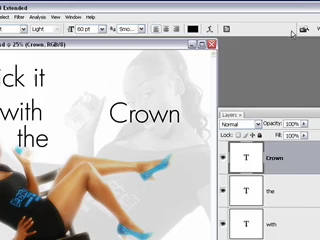 Extended
Select Filter Analysis View Window Help
Light
60 pt
Smo...
sd @ 25% (Crown, RGB/8)
ick it
with
the
Crown
Layers ×
Normal
Opacity: 100%
Lock:
Fill: 100%
T Crown
T the
T with